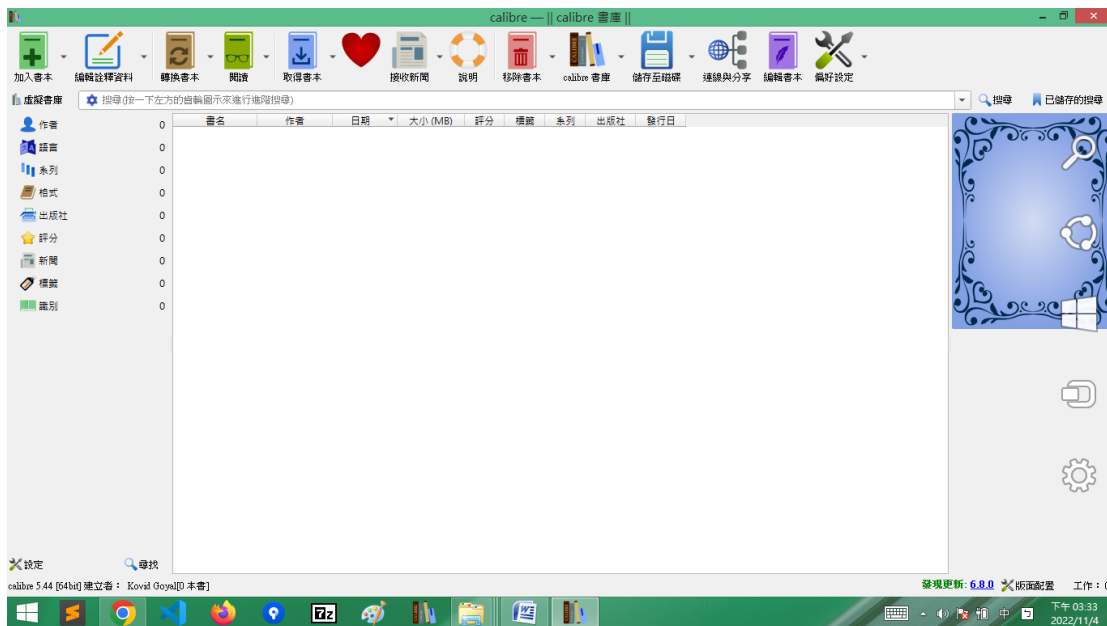 calibre — || calibre 書庫 ||
加入書本 編輯詮釋資料 轉換書本 閱讀 取得書本 接收新聞 說明 移除書本 calibre 書庫 儲存至磁碟 連線與分享 編輯書本 偏好設定
虛擬書庫 搜尋(按一下左方的齒輪圖示來進行進階搜尋) 搜尋 已儲存的搜尋
書名 作者 日期 大小 (MB) 評分 標籤 系列 出版社 發行日
作者 0
語言 0
系列 0
格式 0
出版社 0
評分 0
新聞 0
標籤 0
識別 0
設定 尋找
calibre 5.44 [64bit] 建立者： Kovid Goyal[0 本書] 發現更新: 6.8.0 版面配置 工作：
7z 中 下午 03:33
2022/11/4